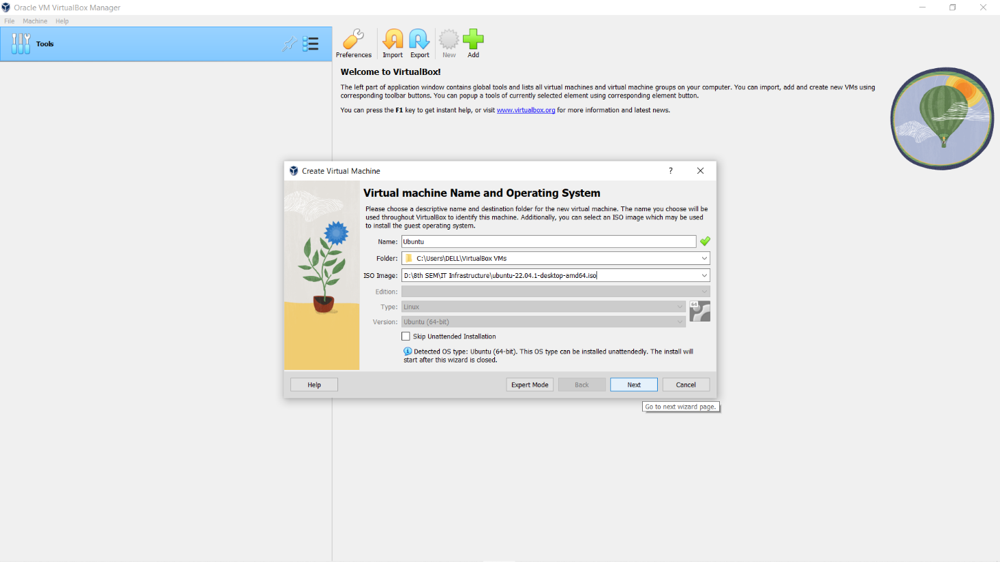 Oracle VM VirtualBox Manager
File Machine Help
Tools
Preferences Import Export New Add
Welcome to VirtualBox!
The left part of application window contains global tools and lists all virtual machines and virtual machine groups on your computer. You can import, add and create new VMs using
corresponding toolbar buttons. You can popup a tools of currently selected element using corresponding element button.
You can press the F1 key to get instant help, or visit www.virtualbox.org for more information and latest news.
Create Virtual Machine ?
Virtual machine Name and Operating System
Please choose a descriptive name and destination folder for the new virtual machine. The name you choose will be
used throughout VirtualBox to identify this machine. Additionally, you can select an ISO image which may be used
to install the guest operating system.
Name: Ubuntu
Folder: C:\Users\DELL\VirtualBox VMs
ISO Image: D:\8th SEM\IT Infrastructure\ubuntu-22.04.1-desktop-amd64.iso
Edition:
Type: Linux
64
Version: Ubuntu (64-bit)
Skip Unattended Installation
Detected OS type: Ubuntu (64-bit). This OS type can be installed unattendedly. The install will
start after this wizard is closed.
Help Expert Mode Back Next Cancel
Go to next wizard page.